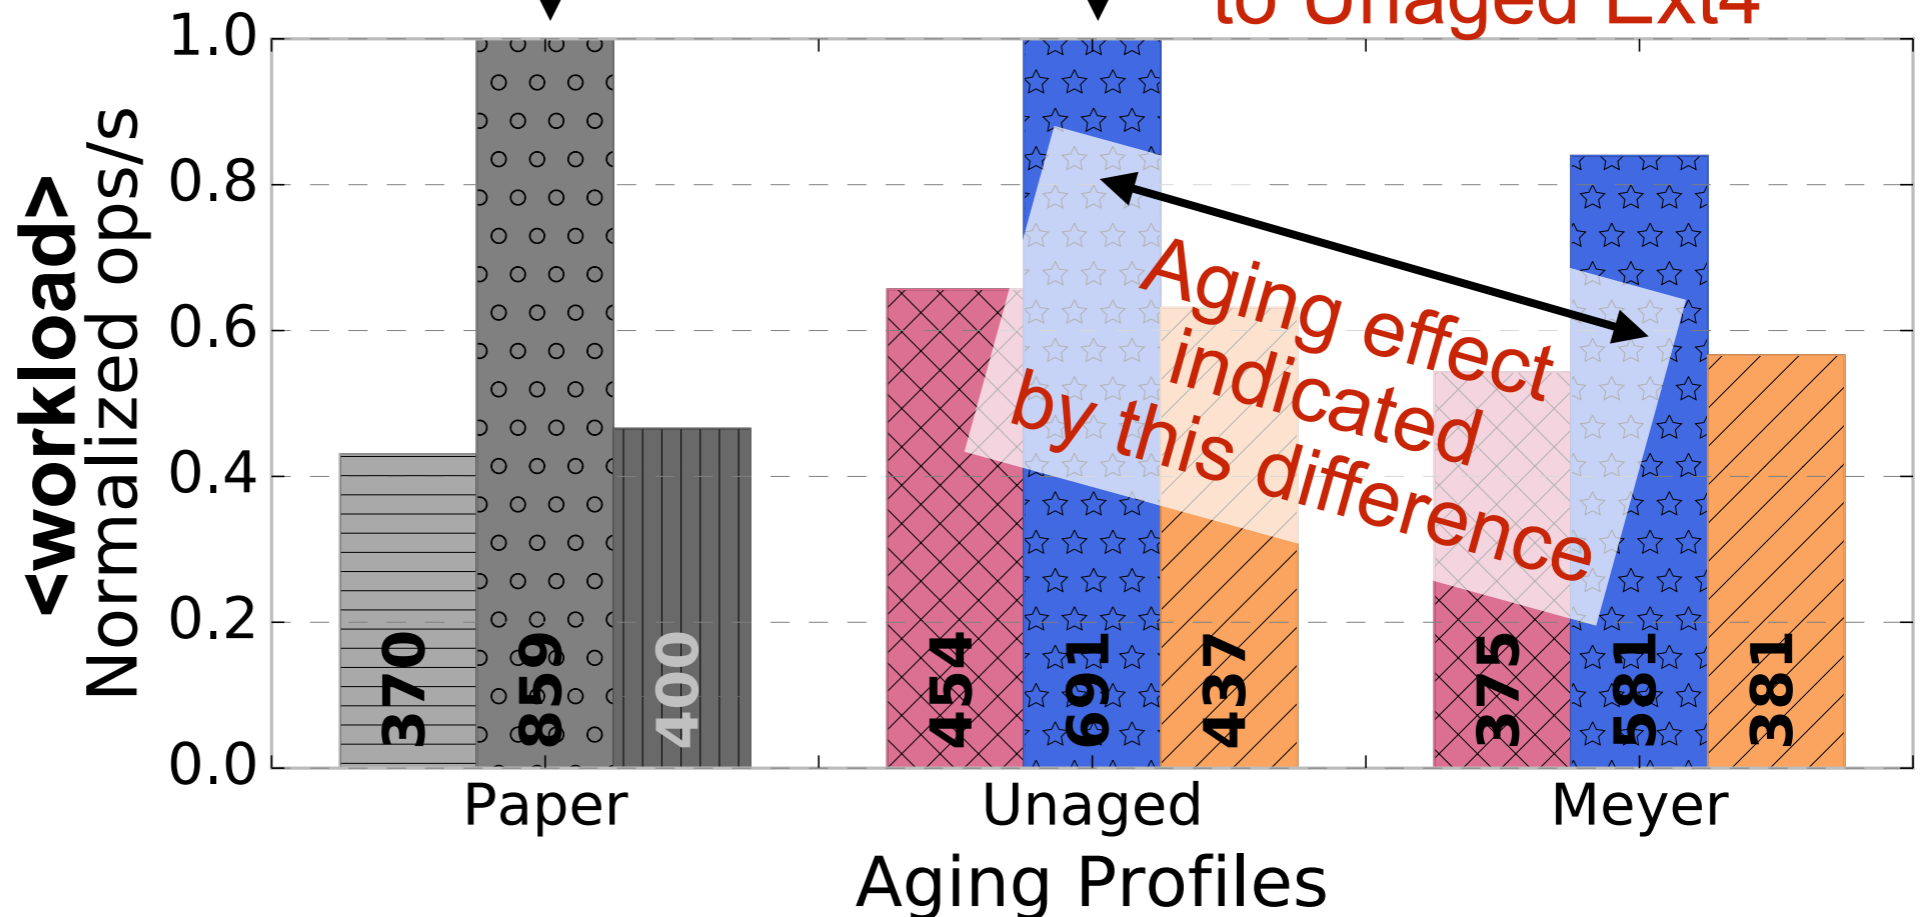 to Unaged Ext4
1.0
0.8
0.6
0.4
0.2
0.0
<workload>
Normalized ops/s
Aging effect
indicated
by this difference
370
859
400
454
691
437
375
581
381
Paper
Unaged
Meyer
Aging Profiles